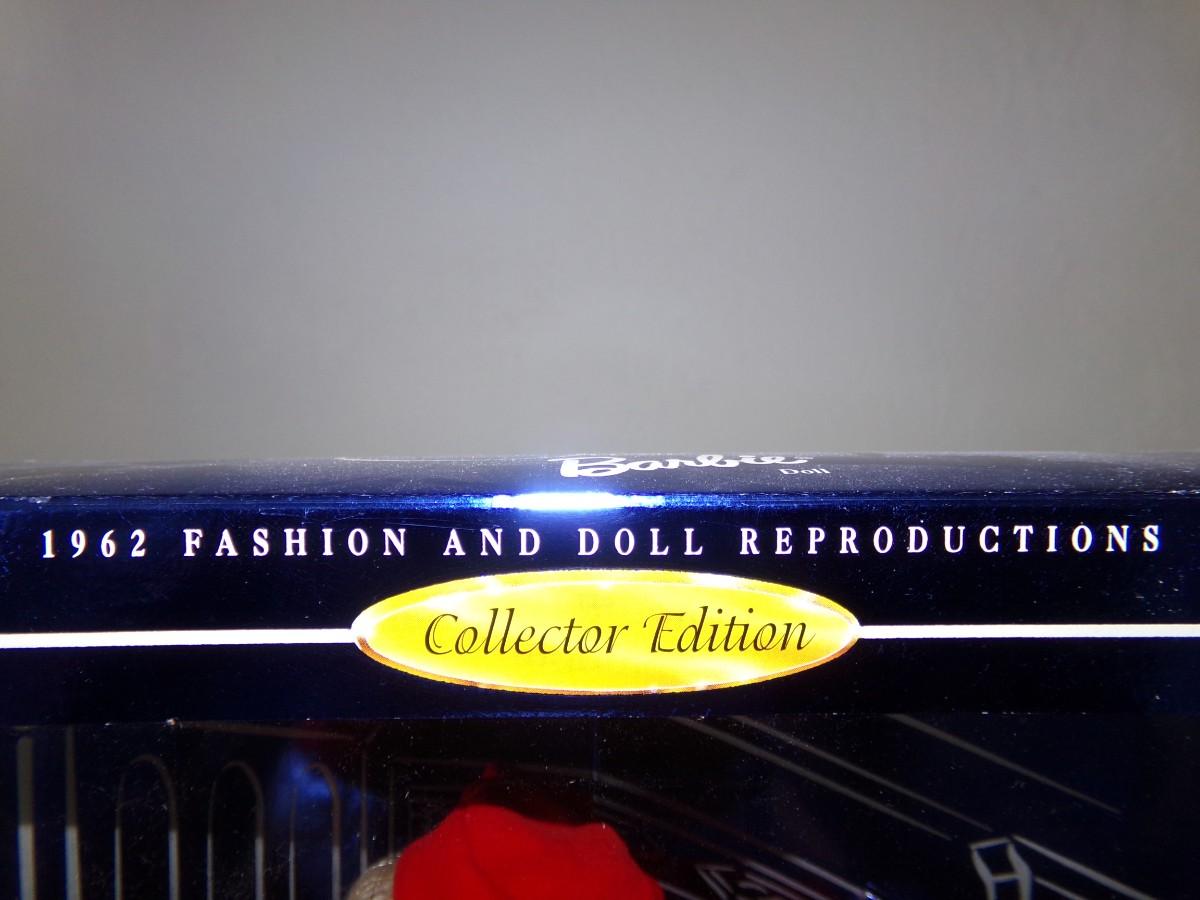 Barbie
Doll
1962 FASHION AND DOLL REPRODUCTIONS
Collector Edition